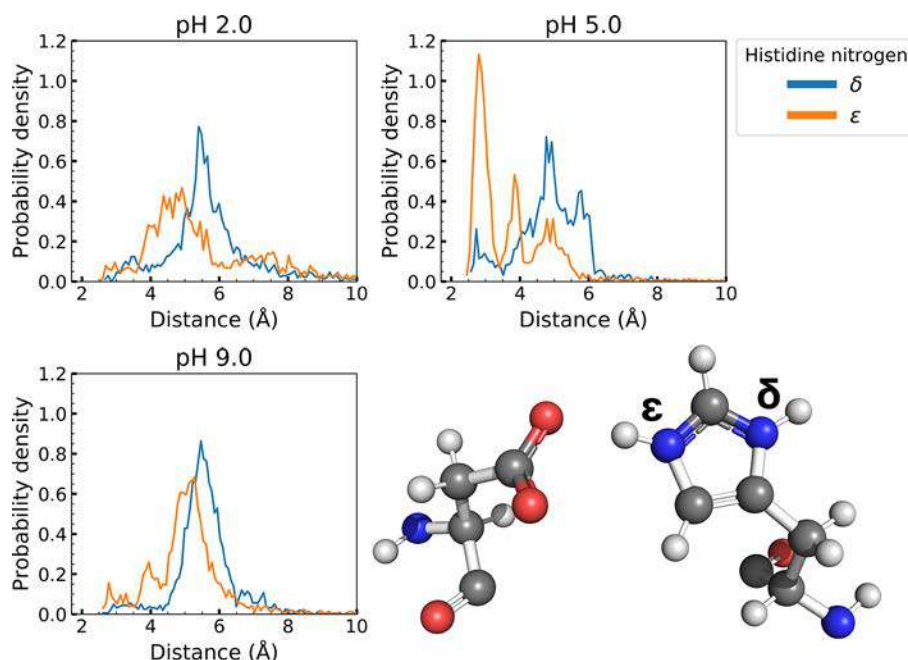 pH 2.0
1.2
1.0
0.8
0.6
0.4
0.2
0.0
Probability density
2 4 6 8 10
Distance (Å)
pH 5.0
1.2
1.0
0.8
0.6
0.4
0.2
0.0
Probability density
2 4 6 8 10
Distance (Å)
Histidine nitrogen
δ
ε
pH 9.0
1.2
1.0
0.8
0.6
0.4
0.2
0.0
Probability density
2 4 6 8 10
Distance (Å)
ε δ